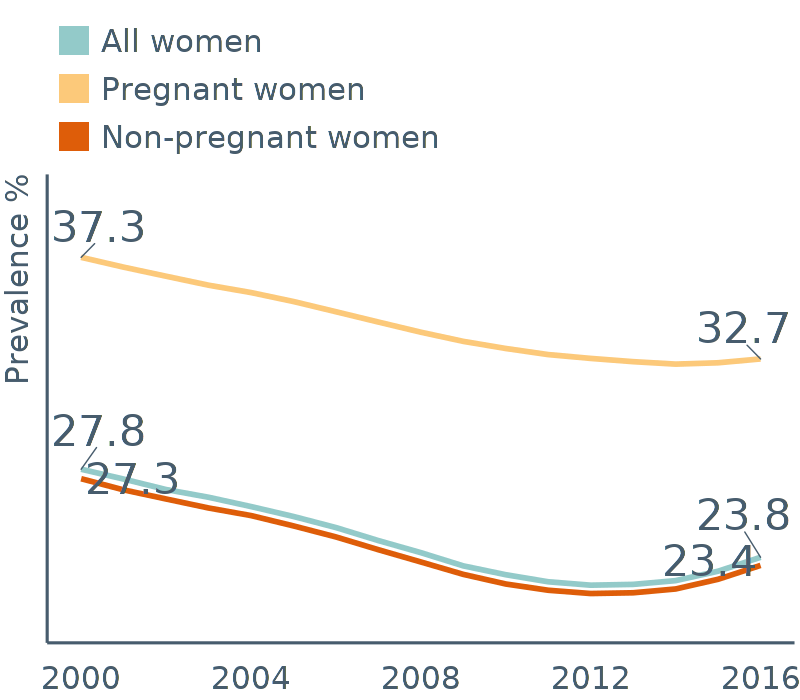 All women
Pregnant women
Non-pregnant women
Prevalence %
37.3
32.7
27.8
27.3
23.8
23.4
2000 2004 2008 2012 2016